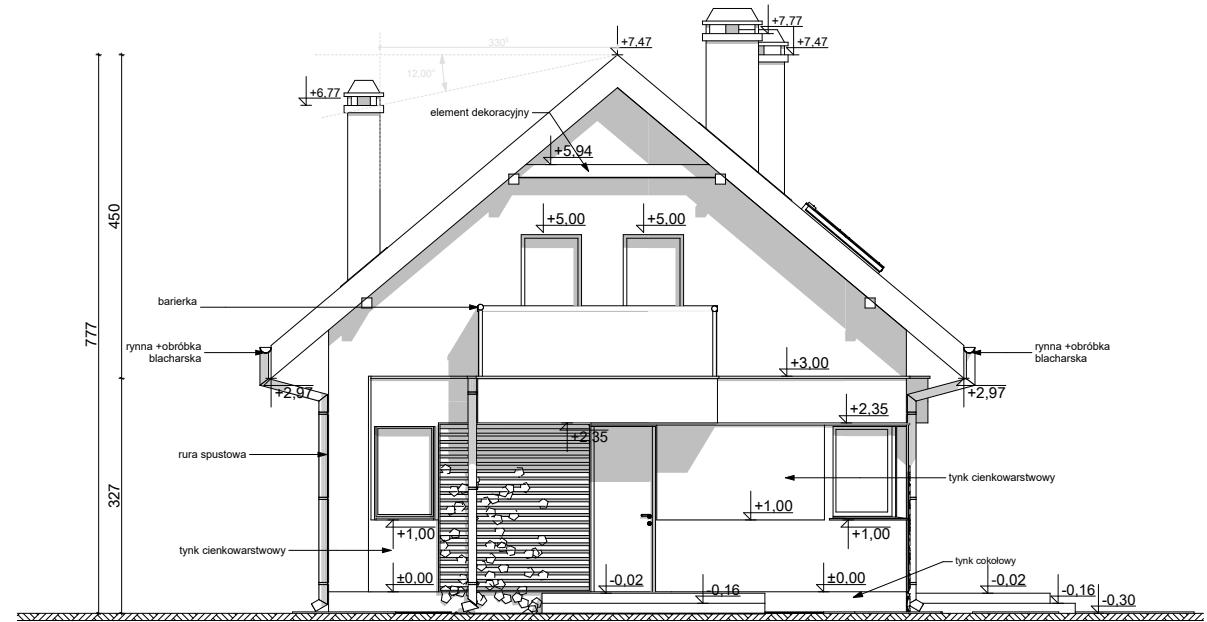 +7,77
+7,47
330⁵
+7,47
12,00°
+6,77
element dekoracyjny
+5,94
450
+5,00
+5,00
barierka
777
rynna +obróbka
blacharska
rynna +obróbka
blacharska
+3,00
+2,97
+2,97
+2,35
+2,35
rura spustowa
tynk cienkowarstwowy
327
+1,00
+1,00
+1,00
tynk cienkowarstwowy
tynk cokołowy
±0,00
-0,02
±0,00
-0,02
-0,16
-0,16
-0,30